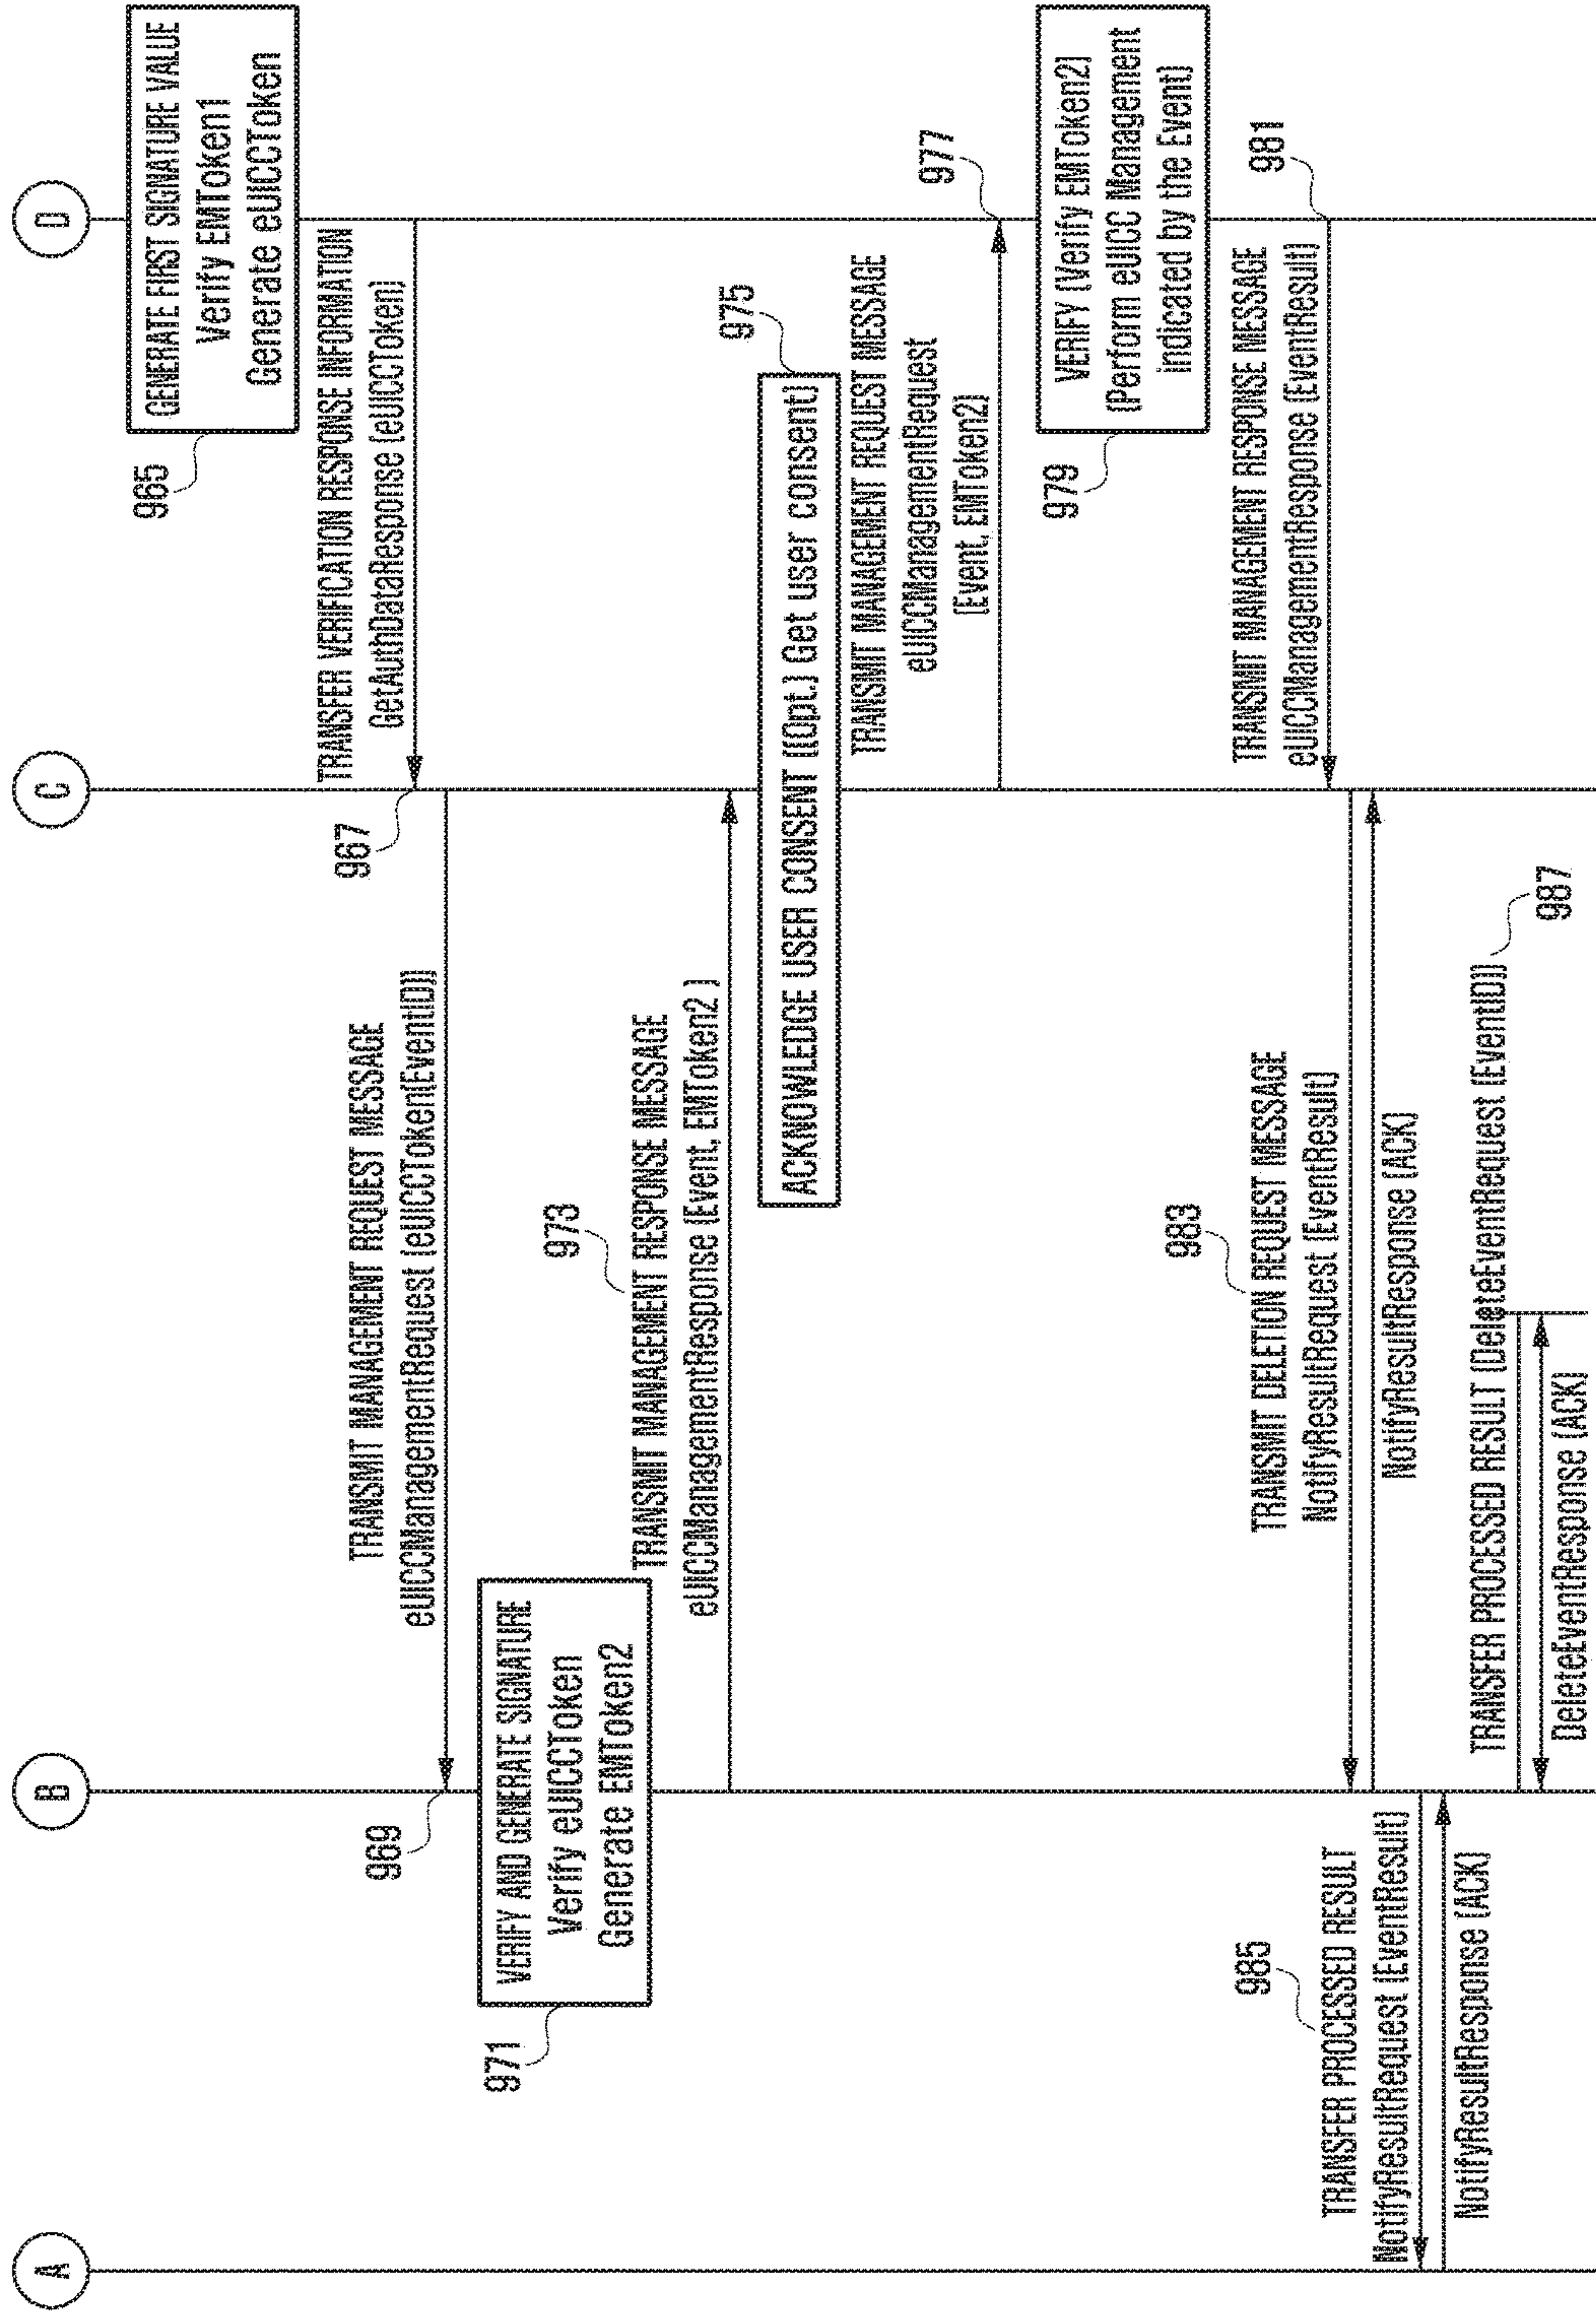 A
B
C
D
965
GENERATE FIRST SIGNATURE VALUE
Verify EMToken1
Generate eUICCToken
TRANSFER VERIFICATION RESPONSE INFORMATION
GetAuthDataResponse (eUICCToken)
967
TRANSMIT MANAGEMENT REQUEST MESSAGE
eUICCManagementRequest (eUICCToken(EventID))
969
971
VERIFY AND GENERATE SIGNATURE
Verify eUICCToken
Generate EMToken2
973
TRANSMIT MANAGEMENT RESPONSE MESSAGE
eUICCManagementResponse (Event, EMToken2 )
975
ACKNOWLEDGE USER CONSENT ((Opt.) Get user consent)
TRANSMIT MANAGEMENT REQUEST MESSAGE
eUICCManagementRequest
(Event, EMToken2)
977
979
VERIFY (Verify EMToken2)
(Perform eUICC Management
indicated by the Event)
981
TRANSMIT MANAGEMENT RESPONSE MESSAGE
eUICCManagementResponse (EventResult)
983
TRANSMIT DELETION REQUEST MESSAGE
NotifyResultRequest (EventResult)
NotifyResultResponse (ACK)
985
TRANSFER PROCESSED RESULT
NotifyResultRequest (EventResult)
NotifyResultResponse (ACK)
TRANSFER PROCESSED RESULT (DeleteEventRequest (EventID))
987
DeleteEventResponse (ACK)